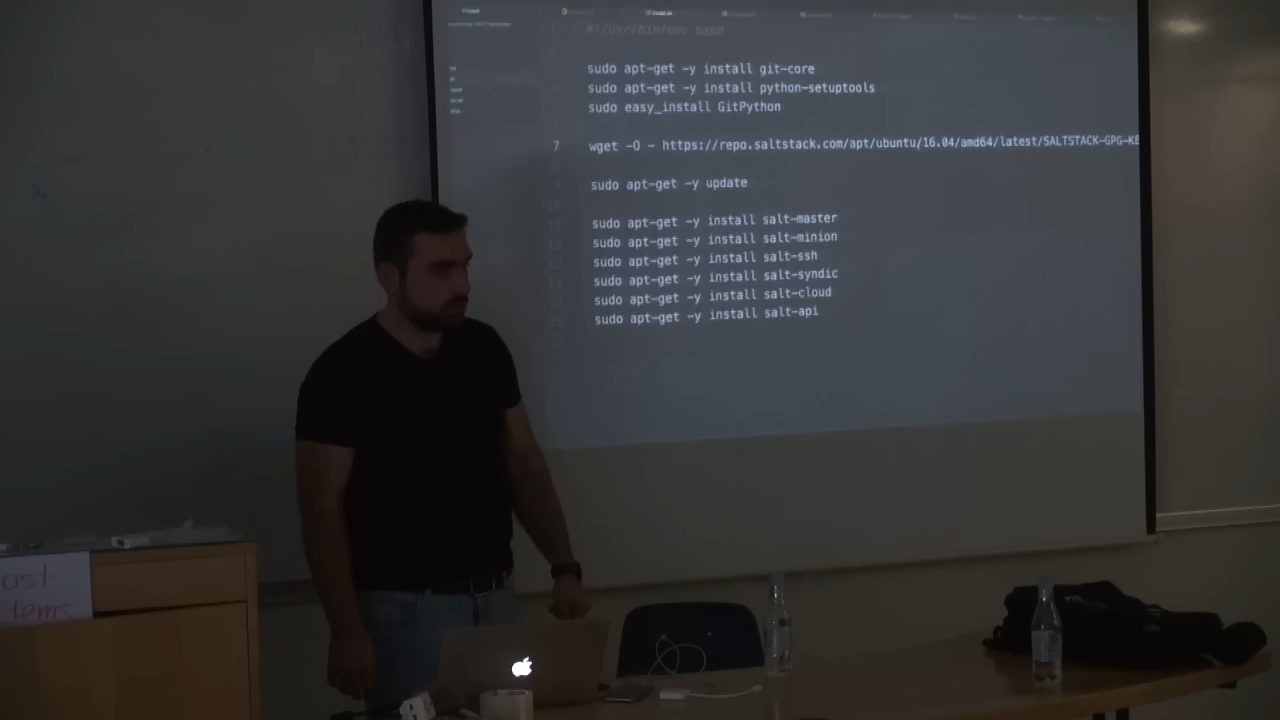 #!/usr/bin/env bash
sudo apt-get -y install git-core
sudo apt-get -y install python-setuptools
sudo easy_install GitPython
7 wget -O - https://repo.saltstack.com/apt/ubuntu/16.04/amd64/latest/SALTSTACK-GPG-KE
sudo apt-get -y update
sudo apt-get -y install salt-master
sudo apt-get -y install salt-minion
sudo apt-get -y install salt-ssh
sudo apt-get -y install salt-syndic
sudo apt-get -y install salt-cloud
sudo apt-get -y install salt-api
ost
tems